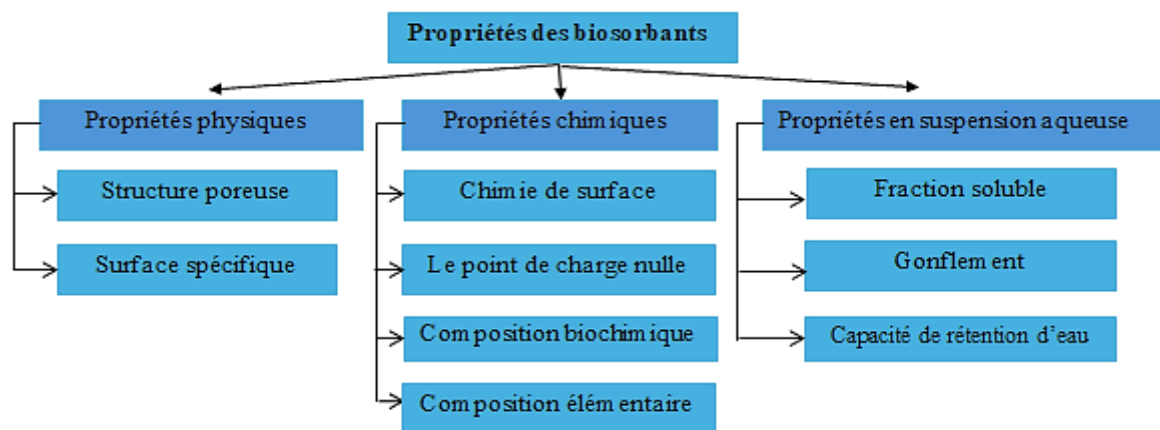 Propriétés des biosorbants
Propriétés physiques
Structure poreuse
Surface spécifique
Propriétés chimiques
Chimie de surface
Le point de charge nulle
Composition biochimique
Composition élémentaire
Propriétés en suspension aqueuse
Fraction soluble
Gonflement
Capacité de rétention d’eau